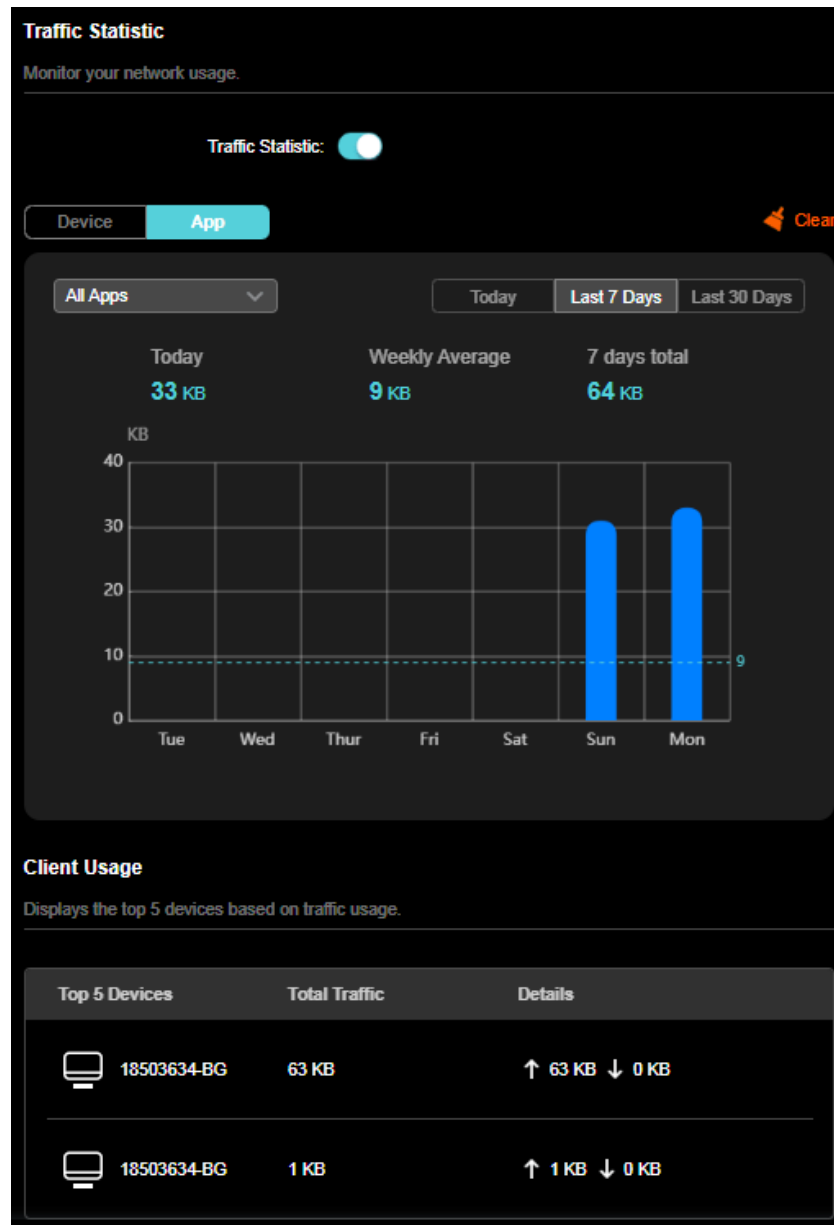 Traffic Statistic
Monitor your network usage.
Traffic Statistic:
Device App Clear
All Apps Today Last 7 Days Last 30 Days
Today Weekly Average 7 days total
33 KB 9 KB 64 KB
KB
40
30
20
10
9
0
Tue Wed Thur Fri Sat Sun Mon
Client Usage
Displays the top 5 devices based on traffic usage.
Top 5 Devices Total Traffic Details
18503634-BG 63 KB ↑ 63 KB ↓ 0 KB
18503634-BG 1 KB ↑ 1 KB ↓ 0 KB